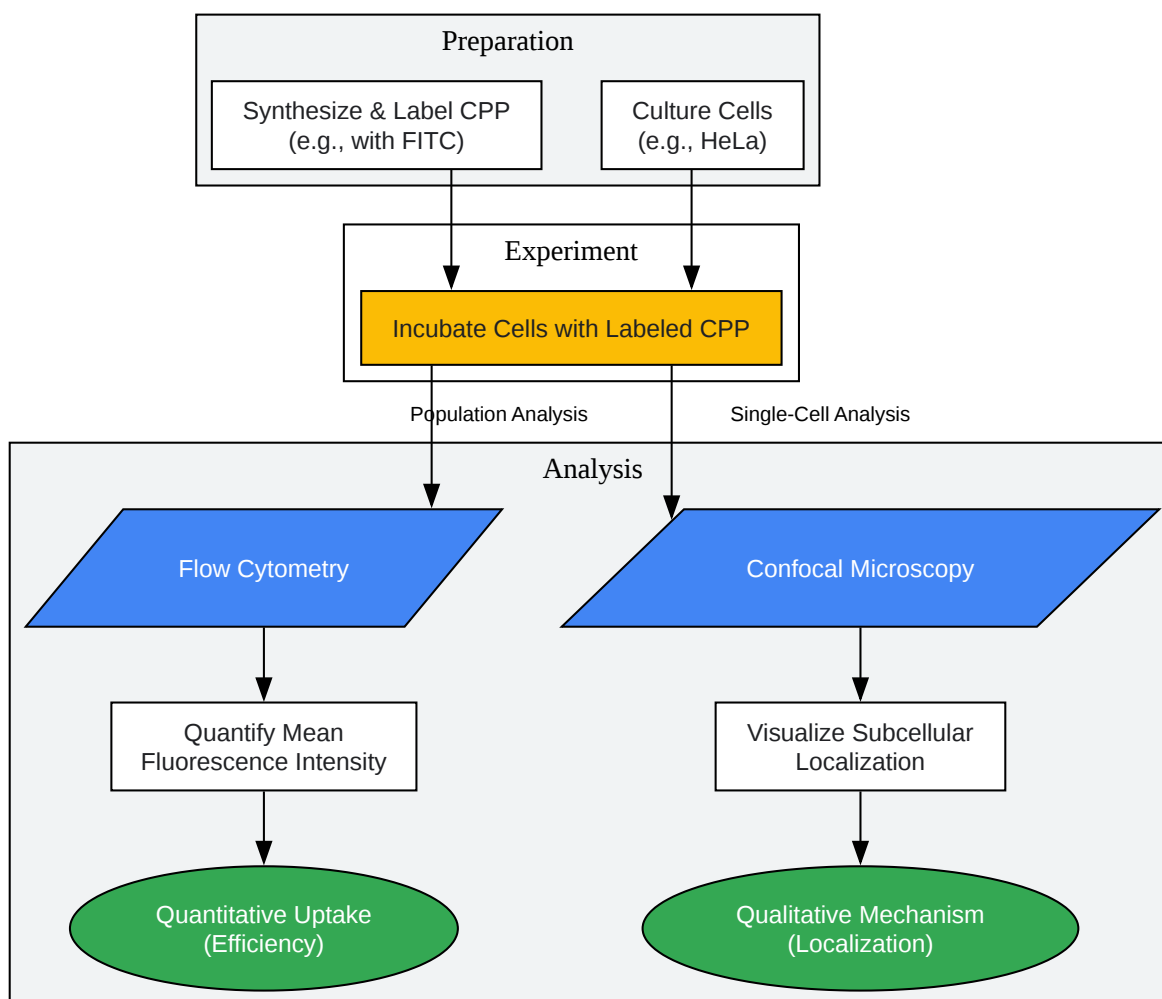 Preparation
Synthesize & Label CPP
(e.g., with FITC)
Culture Cells
(e.g., HeLa)
Experiment
Incubate Cells with Labeled CPP
Population Analysis
Single-Cell Analysis
Analysis
Flow Cytometry
Confocal Microscopy
Quantify Mean
Fluorescence Intensity
Visualize Subcellular
Localization
Quantitative Uptake
(Efficiency)
Qualitative Mechanism
(Localization)